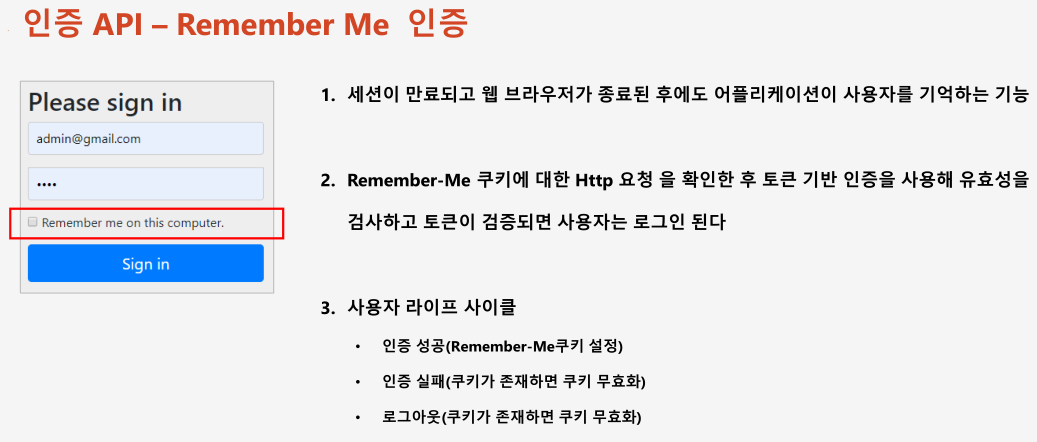 인증 API – Remember Me 인증
Please sign in
admin@gmail.com
••••
Remember me on this computer.
Sign in
1. 세션이 만료되고 웹 브라우저가 종료된 후에도 어플리케이션이 사용자를 기억하는 기능
2. Remember-Me 쿠키에 대한 Http 요청 을 확인한 후 토큰 기반 인증을 사용해 유효성을
검사하고 토큰이 검증되면 사용자는 로그인 된다
3. 사용자 라이프 사이클
• 인증 성공(Remember-Me쿠키 설정)
• 인증 실패(쿠키가 존재하면 쿠키 무효화)
• 로그아웃(쿠키가 존재하면 쿠키 무효화)